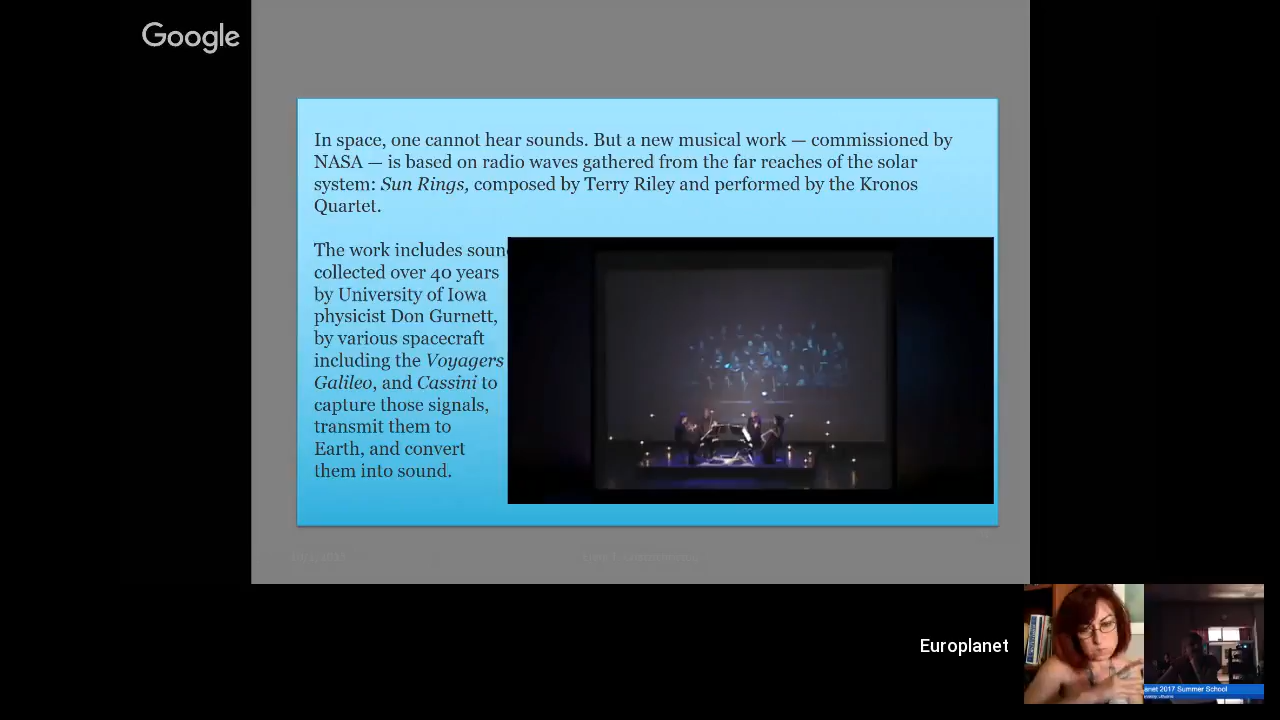 Google
In space, one cannot hear sounds. But a new musical work — commissioned by
NASA — is based on radio waves gathered from the far reaches of the solar
system: Sun Rings, composed by Terry Riley and performed by the Kronos
Quartet.
The work includes soun
collected over 40 years
by University of Iowa
physicist Don Gurnett,
by various spacecraft
including the Voyagers
Galileo, and Cassini to
capture those signals,
transmit them to
Earth, and convert
them into sound.
Europlanet
anet 2017 Summer School